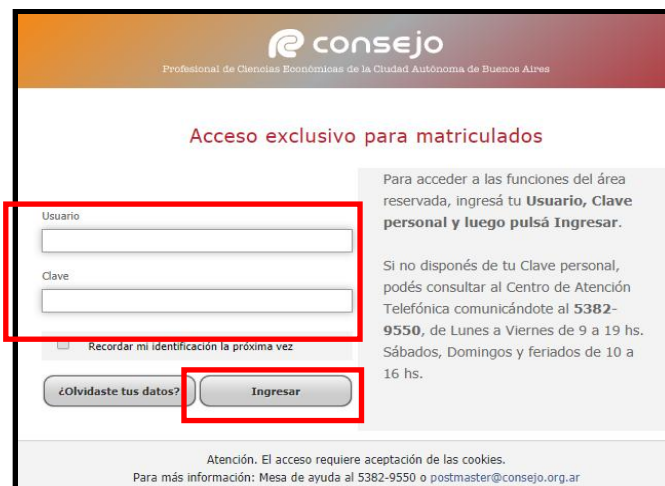 consejo
Profesional de Ciencias Económicas de la Ciudad Autónoma de Buenos Aires
Acceso exclusivo para matriculados
Usuario
Clave
Recordar mi identificación la próxima vez
¿Olvidaste tus datos?
Ingresar
Para acceder a las funciones del área
reservada, ingresá tu Usuario, Clave
personal y luego pulsá Ingresar.
Si no disponés de tu Clave personal,
podés consultar al Centro de Atención
Telefónica comunicándote al 5382-
9550, de Lunes a Viernes de 9 a 19 hs.
Sábados, Domingos y feriados de 10 a
16 hs.
Atención. El acceso requiere aceptación de las cookies.
Para más información: Mesa de ayuda al 5382-9550 o postmaster@consejo.org.ar